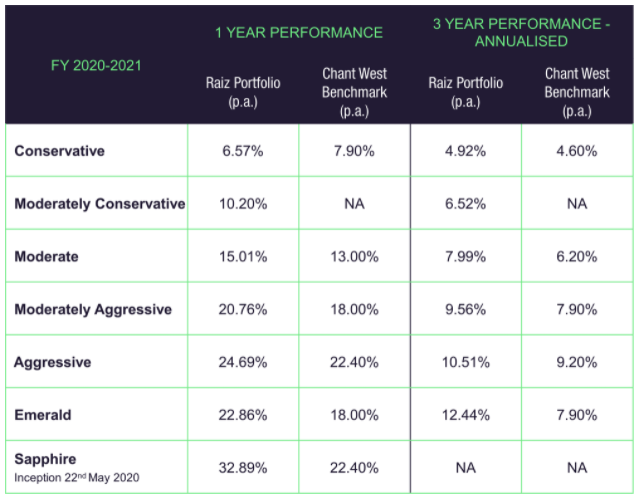 FY 2020-2021
1 YEAR PERFORMANCE
3 YEAR PERFORMANCE -
ANNUALISED
Raiz Portfolio
(p.a.)
Chant West
Benchmark
(p.a.)
Raiz Portfolio
(p.a.)
Chant West
Benchmark
(p.a.)
Conservative 6.57% 7.90% 4.92% 4.60%
Moderately Conservative 10.20% NA 6.52% NA
Moderate 15.01% 13.00% 7.99% 6.20%
Moderately Aggressive 20.76% 18.00% 9.56% 7.90%
Aggressive 24.69% 22.40% 10.51% 9.20%
Emerald 22.86% 18.00% 12.44% 7.90%
Sapphire 32.89% 22.40% NA NA
Inception 22nd May 2020